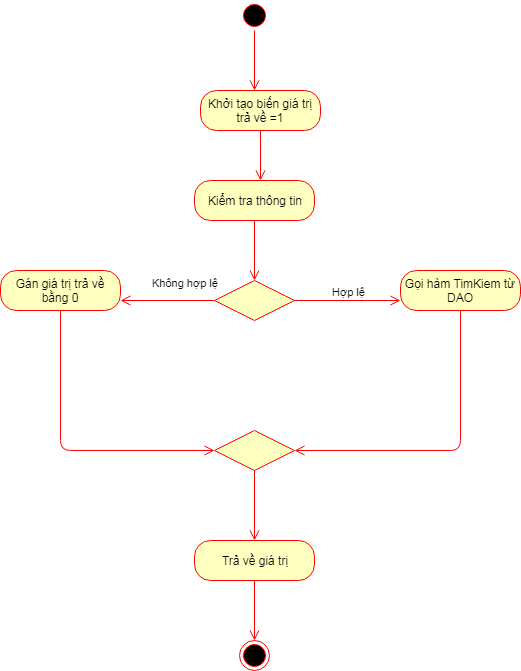 Khởi tạo biến giá trị
trả về =1
Kiểm tra thông tin
Gán giá trị trả về
bằng 0
Không hợp lệ
Hợp lệ
Gọi hàm TimKiem từ
DAO
Trả về giá trị